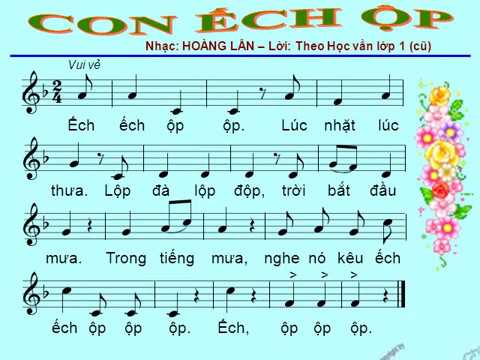 CON ẾCH ỘP
Nhạc: HOÀNG LÂN – Lời: Theo Học vần lớp 1 (cũ)
Vui vẻ
2
4
Ếch ếch ộp ộp. Lúc nhặt lúc
thưa. Lộp đà lộp độp, trời bắt đầu
mưa. Trong tiếng mưa, nghe nó kêu ếch
ếch ộp ộp ộp. Ếch, ộp ộp ộp.